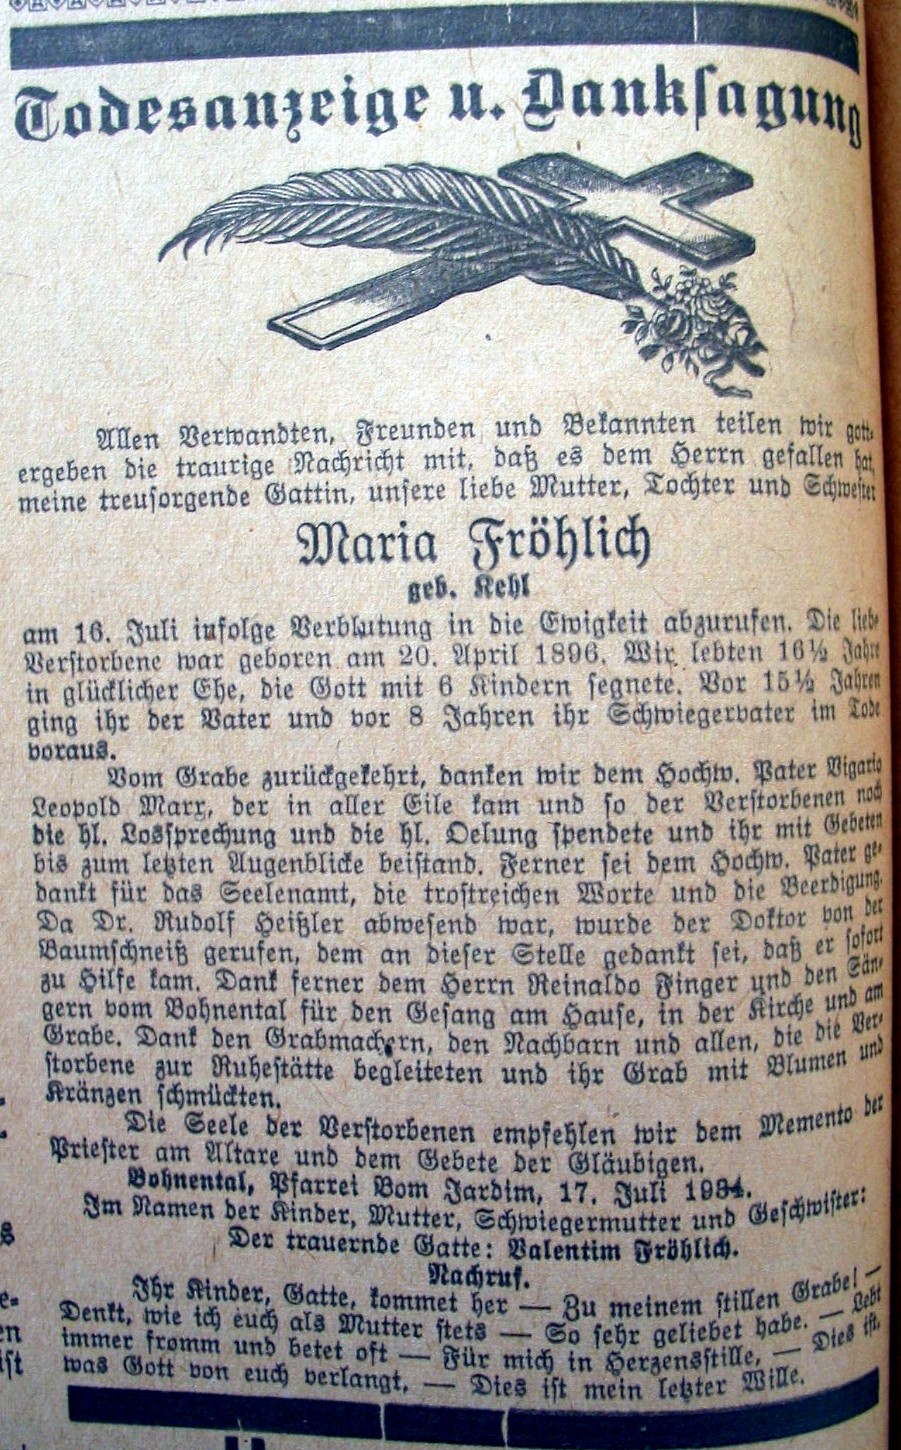 Todesanzeige u. Danksagung
Allen Verwandten, Freunden und Bekannten teilen wir gott-
ergeben die traurige Nachricht mit, daß es dem Herrn gefallen hat,
meine treusorgende Gattin, unsere liebe Mutter, Tochter und Schwester
Maria Fröhlich
geb. Kehl
am 16. Juli infolge Verblutung in die Ewigkeit abzurufen. Die liebe
Verstorbene war geboren am 20. April 1896. Wir lebten 16½ Jahre
in glücklicher Ehe, die Gott mit 6 Kindern segnete. Vor 15½ Jahren
ging ihr der Vater und vor 8 Jahren ihr Schwiegervater im Tode
voraus.
Vom Grabe zurückgekehrt, danken wir dem Hochw. Pater Vigario
Leopold Marx, der in aller Eile kam und so der Verstorbenen noch
die hl. Lossprechung und die hl. Oelung spendete und ihr mit Gebeten
bis zum letzten Augenblicke beistand. Ferner sei dem Hochw. Pater ge-
dankt für das Seelenamt, die trostreichen Worte und die Beerdigung.
Da Dr. Rudolf Heißler abwesend war, wurde der Doktor von der
Baumschneiß gerufen, dem an dieser Stelle gedankt sei, daß er sofort
zu Hilfe kam. Dank ferner dem Herrn Reinaldo Finger und den Sän-
gern vom Bohnental für den Gesang am Hause, in der Kirche und am
Grabe. Dank den Grabmachern, den Nachbarn und allen, die die Ver-
storbene zur Ruhestätte begleiteten und ihr Grab mit Blumen und
Kränzen schmückten.
Die Seele der Verstorbenen empfehlen wir dem Memento der
Priester am Altare und dem Gebete der Gläubigen.
Bohnental, Pfarrei Bom Jardim, 17. Juli 1934.
Im Namen der Kinder, Mutter, Schwiegermutter und Geschwister:
Der trauernde Gatte: Valentim Fröhlich.
Nachruf.
Ihr Kinder, Gatte, kommet her — Zu meinem stillen Grabe! —
Denkt, wie ich euch als Mutter stets — So sehr geliebet habe. — Lebt
immer fromm und betet oft — Für mich in Herzensstille, — Dies ist,
was Gott von euch verlangt, — Dies ist mein letzter Wille.